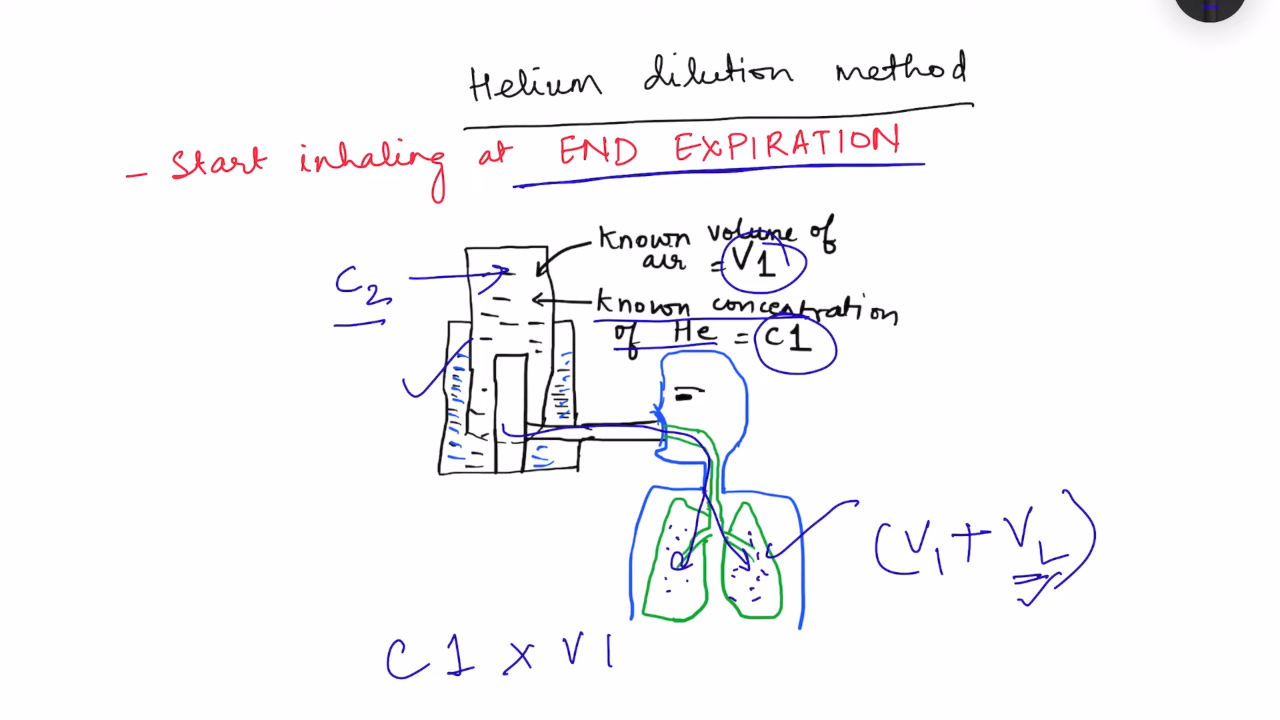 Helium dilution method
- Start inhaling at END EXPIRATION
Known volume of
air = V1
C2
Known concentration
of He = C1
(V1 + VL)
C1 x V1